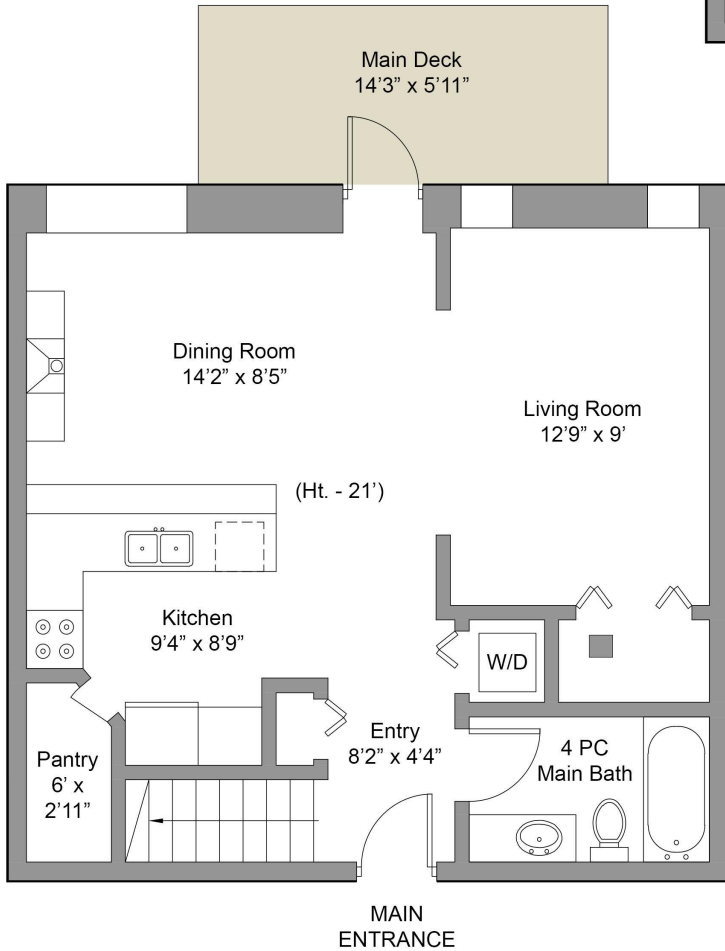 Main Deck
14’3” x 5’11”
Dining Room
14’2” x 8’5”
Living Room
12’9” x 9’
(Ht. - 21’)
Kitchen
9’4” x 8’9”
W/D
Entry
8’2” x 4’4”
4 PC
Main Bath
Pantry
6’ x
2’11”
MAIN
ENTRANCE